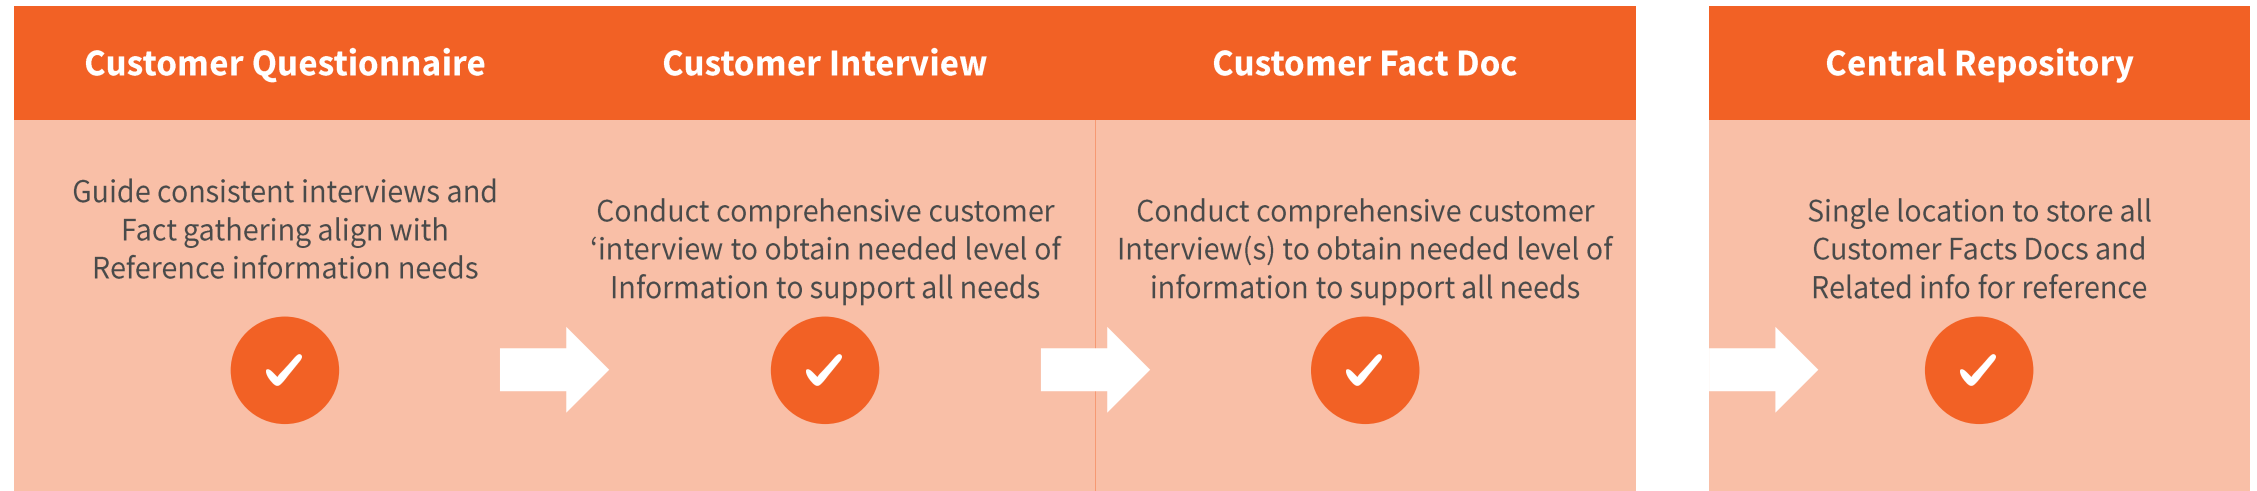 Customer Questionnaire
Guide consistent interviews and
Fact gathering align with
Reference information needs
Customer Interview
Conduct comprehensive customer
‘interview to obtain needed level of
Information to support all needs
Customer Fact Doc
Conduct comprehensive customer
Interview(s) to obtain needed level of
information to support all needs
Central Repository
Single location to store all
Customer Facts Docs and
Related info for reference